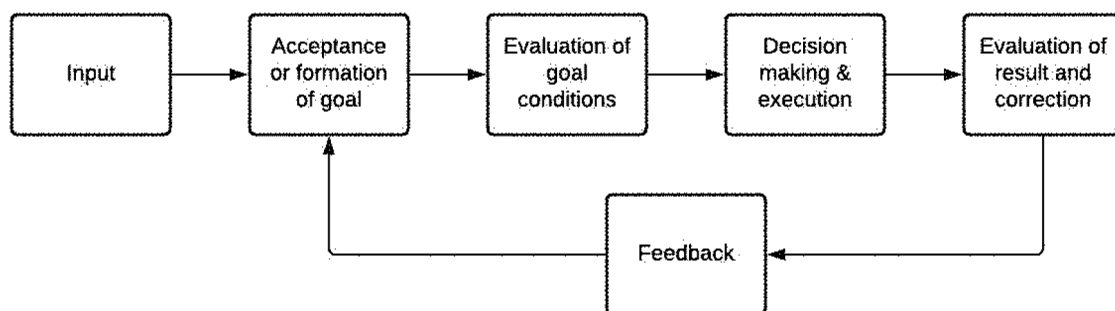 Input
Acceptance
or formation
of goal
Evaluation of
goal
conditions
Decision
making &
execution
Evaluation of
result and
correction
Feedback